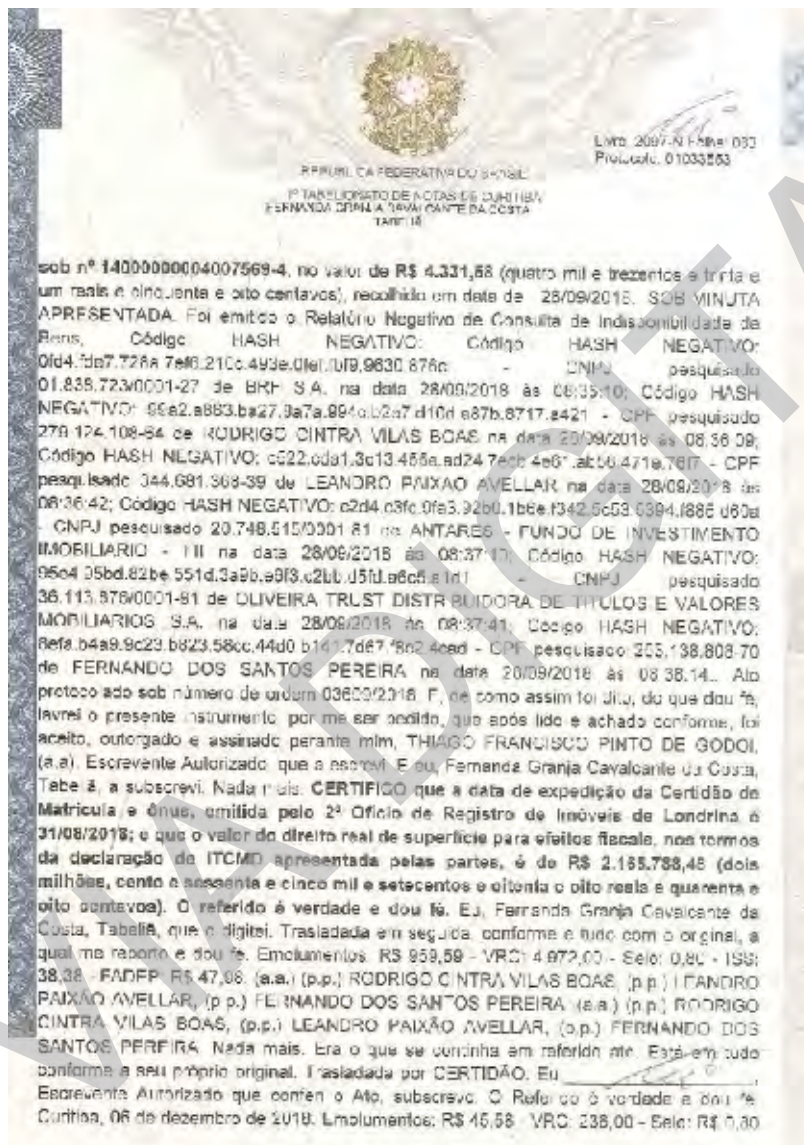 Livro: 2097-N Folha: 030
Protocolo: 01033553
REPÚBLICA FEDERATIVA DO BRASIL
1º TABELIONATO DE NOTAS DE CURITIBA
FERNANDA GRANJA CAVALCANTE DA COSTA
TABELIÃ
sob nº 14000000004007569-4, no valor de R$ 4.331,58 (quatro mil e trezentos e trinta e
um reais e cinquenta e oito centavos), recolhido em data de 26/09/2018. SOB MINUTA
APRESENTADA. Foi emitido o Relatório Negativo de Consulta de Indisponibilidade de
Bens, Código HASH NEGATIVO: Código HASH NEGATIVO:
- CNPJ pesquisado
01.838.723/0001-27 de BRF S.A. na data 28/09/2018 às 08:35:10; Código HASH
NEGATIVO: - CPF pesquisado
279.124.108-64 de RODRIGO CINTRA VILAS BOAS na data 28/09/2018 às 08:36:09;
Código HASH NEGATIVO: - CPF
pesquisado 344.681.368-39 de LEANDRO PAIXÃO AVELLAR na data 28/09/2018 às
08:36:42; Código HASH NEGATIVO:
- CNPJ pesquisado 20.748.515/0001-81 de ANTARES - FUNDO DE INVESTIMENTO
IMOBILIARIO - FII na data 28/09/2018 às 08:37:10; Código HASH NEGATIVO:
- CNPJ pesquisado
36.113.876/0001-91 de OLIVEIRA TRUST DISTRIBUIDORA DE TITULOS E VALORES
MOBILIARIOS S.A. na data 28/09/2018 às 08:37:41; Código HASH NEGATIVO:
- CPF pesquisado
de FERNANDO DOS SANTOS PEREIRA na data 28/09/2018 às 08:38:14.. Ato
protocolado sob número de ordem 03609/2018. E, de como assim foi dito, do que dou fé,
lavrei o presente instrumento, por me ser pedido, que após lido e achado conforme, foi
aceito, outorgado e assinado perante mim, THIAGO FRANCISCO PINTO DE GODOI,
(a.a). Escrevente Autorizado, que a escrevi. E eu, Fernanda Granja Cavalcante da Costa,
Tabeliã, a subscrevi. Nada mais. CERTIFICO que a data de expedição da Certidão de
Matrícula e ônus, emitida pelo 2º Ofício de Registro de Imóveis de Londrina é
31/08/2018; e que o valor do direito real de superfície para efeitos fiscais, nos termos
da declaração de ITCMD apresentada pelas partes, é de R$ 2.165.788,48 (dois
milhões, cento e sessenta e cinco mil e setecentos e oitenta e oito reais e quarenta e
oito centavos). O referido é verdade e dou fé. Eu, Fernanda Granja Cavalcante da
Costa, Tabeliã, que o digitei. Trasladada em seguida, conforme e tudo com o original, a
qual me reporto e dou fé. Emolumentos: R$ 959,59 - VRC: 4.972,00 - Selo: 0,80 - ISS:
38,38 - FADEP: R$ 47,98. (a.a.) (p.p.) RODRIGO CINTRA VILAS BOAS, (p.p.) LEANDRO
PAIXÃO AVELLAR, (p.p.) FERNANDO DOS SANTOS PEREIRA. (a.a.) (p.p.) RODRIGO
CINTRA VILAS BOAS, (p.p.) LEANDRO PAIXÃO AVELLAR, (p.p.) FERNANDO DOS
SANTOS PEREIRA. Nada mais. Era o que se continha em referido ato. Está em tudo
conforme a seu próprio original. Trasladada por CERTIDÃO. Eu,
Escrevente Autorizado que conferi o Ato, subscrevo. O Referido é verdade e dou fé.
Curitiba, 06 de dezembro de 2018. Emolumentos: R$ 45,58 - VRC: 236,00 - Selo: R$ 0,80
VIA DIGIT